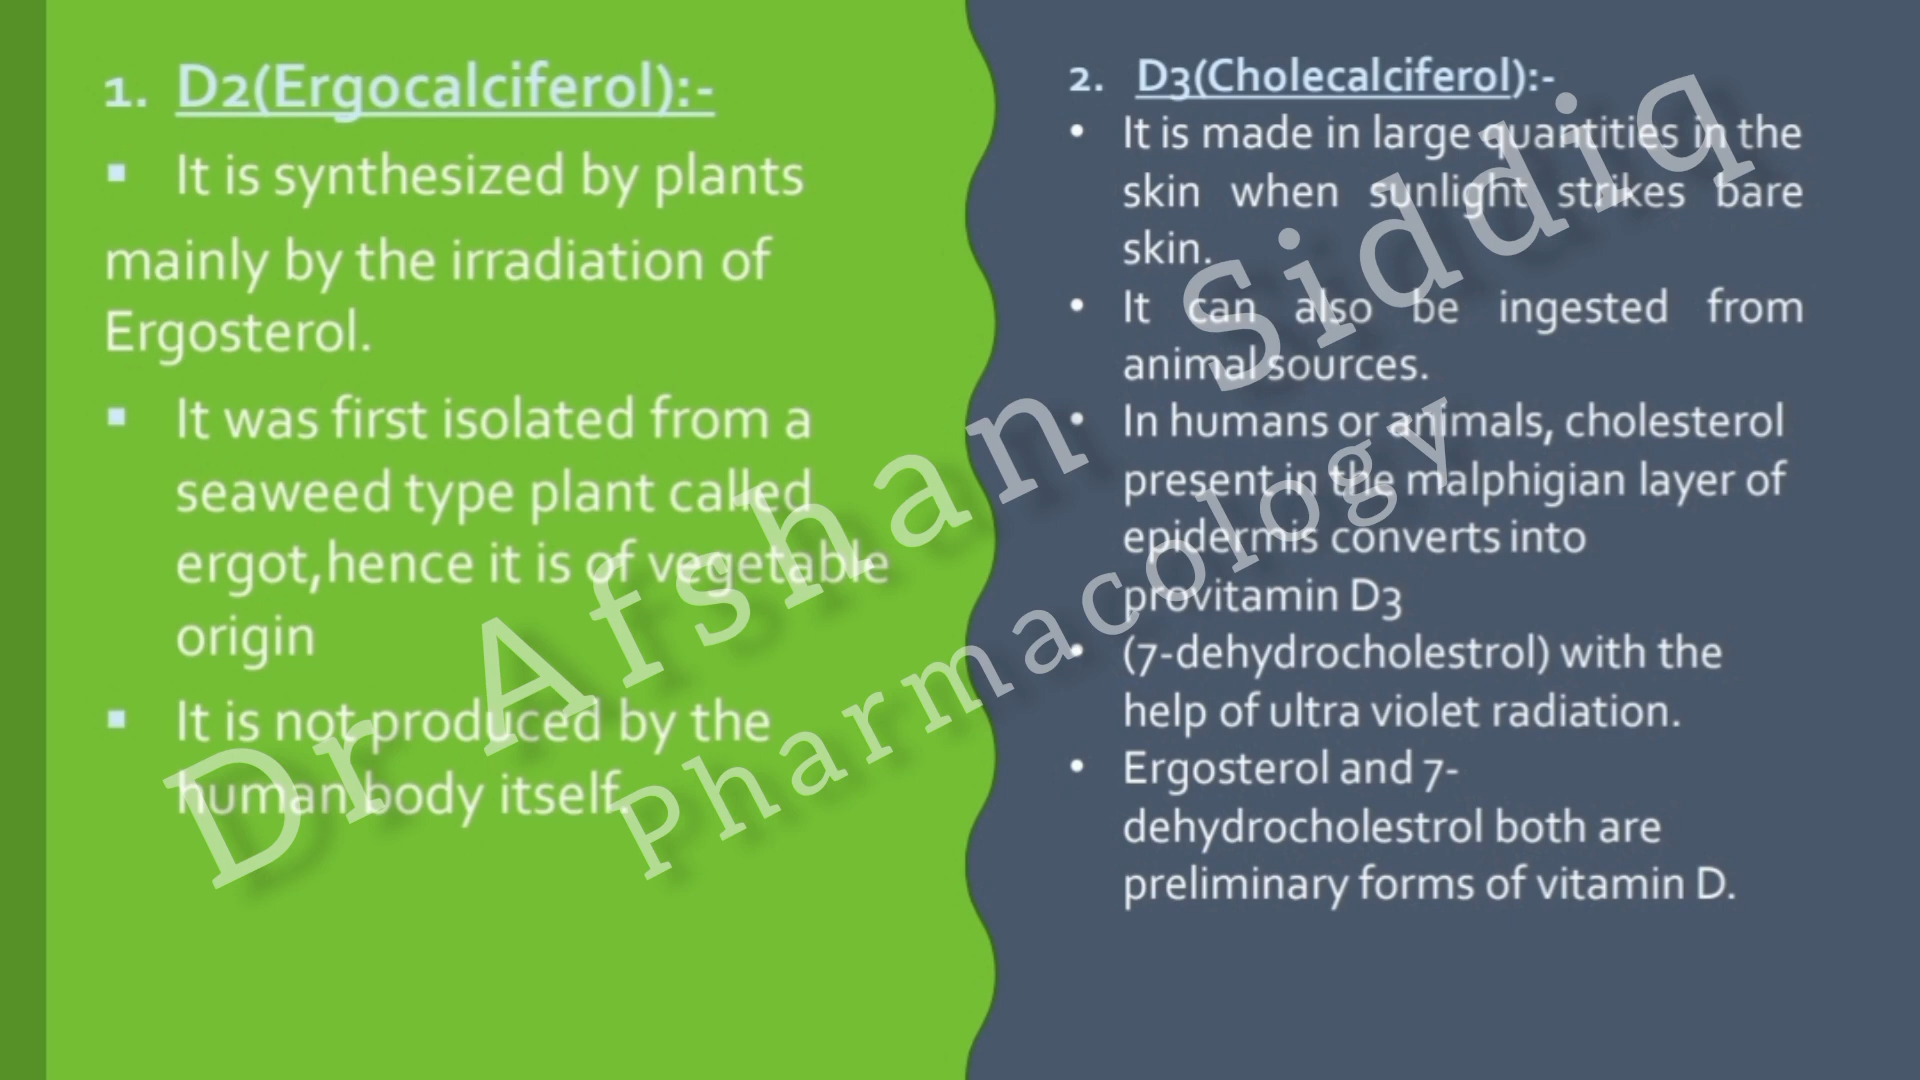 1. D2(Ergocalciferol):-
▪ It is synthesized by plants
mainly by the irradiation of
Ergosterol.
▪ It was first isolated from a
seaweed type plant called
ergot,hence it is of vegetable
origin
▪ It is not produced by the
human body itself.
2. D3(Cholecalciferol):-
• It is made in large quantities in the
skin when sunlight strikes bare
skin.
• It can also be ingested from
animal sources.
• In humans or animals, cholesterol
present in the malphigian layer of
epidermis converts into
provitamin D3
• (7-dehydrocholestrol) with the
help of ultra violet radiation.
• Ergosterol and 7-
dehydrocholestrol both are
preliminary forms of vitamin D.
Dr Afshan Siddiq
Pharmacology